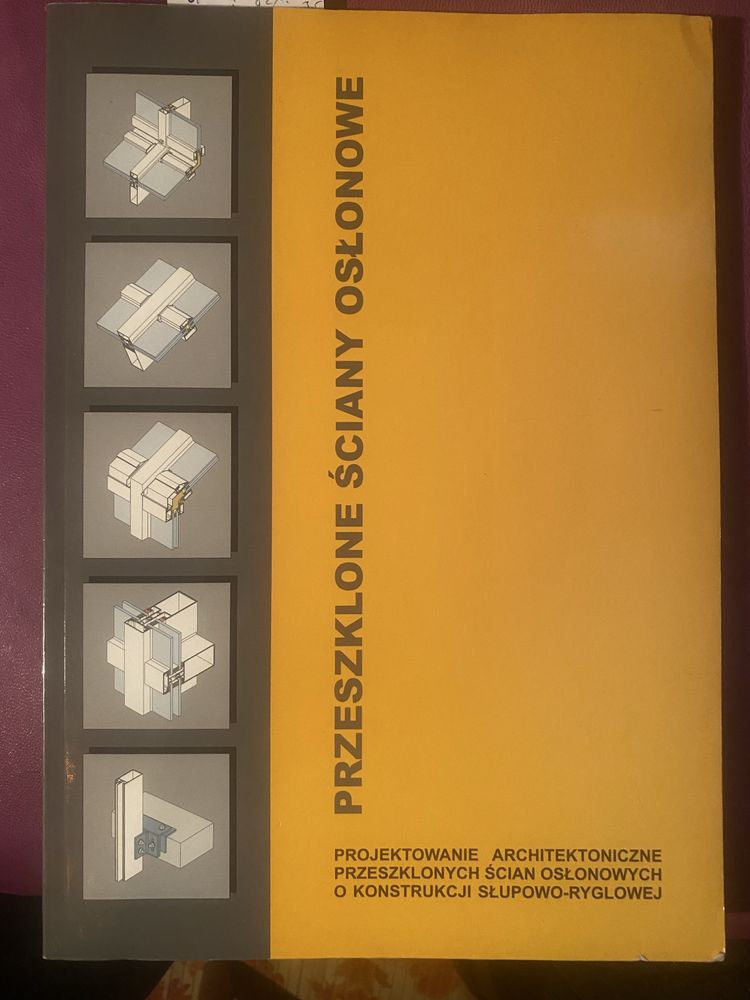 PRZESZKLONE ŚCIANY OSŁONOWE
PROJEKTOWANIE ARCHITEKTONICZNE
PRZESZKLONYCH ŚCIAN OSŁONOWYCH
O KONSTRUKCJI SŁUPOWO-RYGLOWEJ